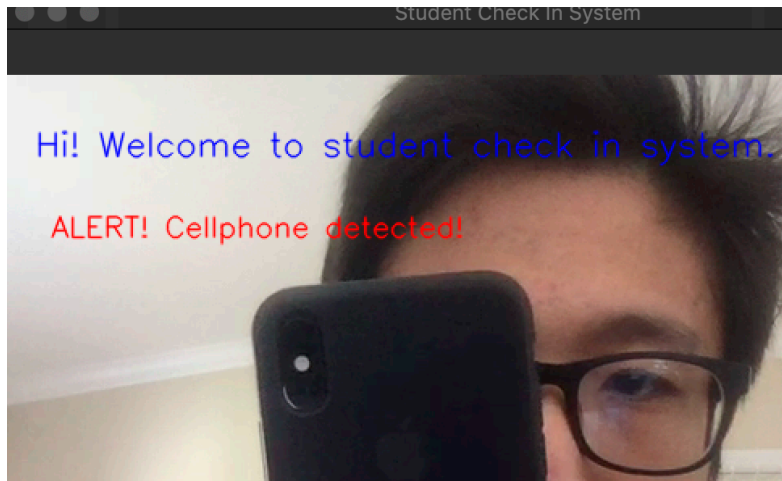 Student Check In System
Hi! Welcome to student check in system.
ALERT! Cellphone detected!